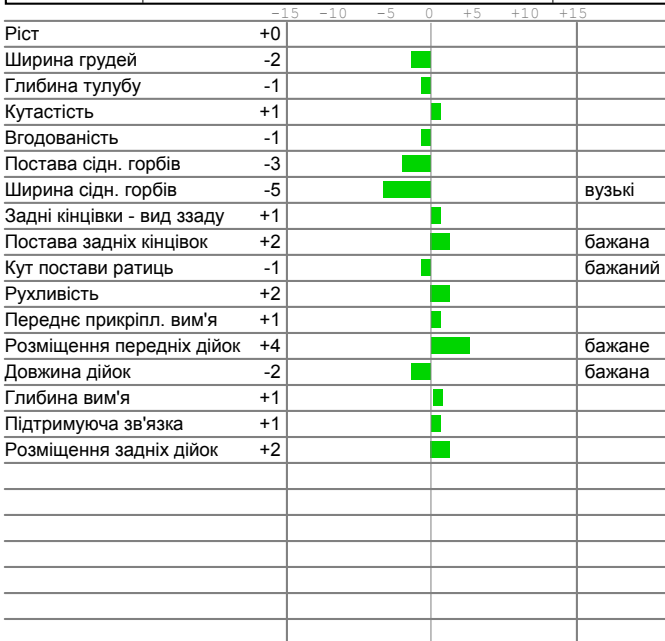 -15 -10 -5 0 +5 +10 +15
Ріст +0
Ширина грудей -2
Глибина тулубу -1
Кутастість +1
Вгодованість -1
Постава сідн. горбів -3
Ширина сідн. горбів -5 вузькі
Задні кінцівки - вид ззаду +1
Постава задніх кінцівок +2 бажана
Кут постави ратиць -1 бажаний
Рухливість +2
Переднє прикріпл. вим'я +1
Розміщення передніх дійок +4 бажане
Довжина дійок -2 бажана
Глибина вим'я +1
Підтримуюча зв'язка +1
Розміщення задніх дійок +2